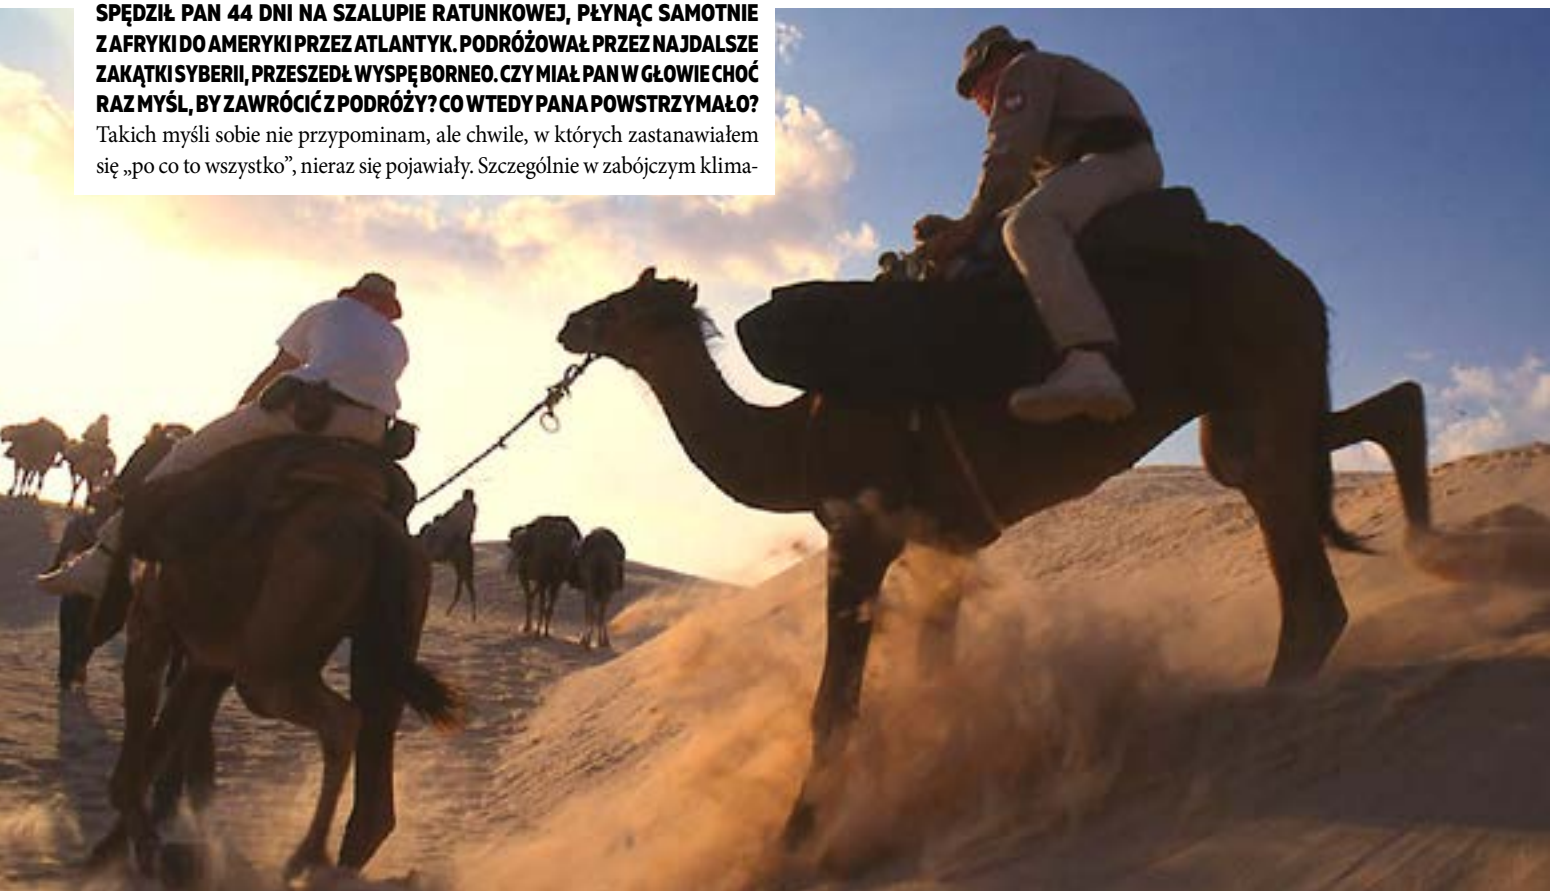 SPĘDZIŁ PAN 44 DNI NA SZALUPIE RATUNKOWEJ, PŁYNĄC SAMOTNIE
Z AFRYKI DO AMERYKI PRZEZ ATLANTYK. PODRÓŻOWAŁ PRZEZ NAJDALSZE
ZAKĄTKI SYBERII, PRZESZEDŁ WYSPĘ BORNEO. CZY MIAŁ PAN W GŁOWIE CHOĆ
RAZ MYŚL, BY ZAWRÓCIĆ Z PODRÓŻY? CO WTEDY PANA POWSTRZYMAŁO?
Takich myśli sobie nie przypominam, ale chwile, w których zastanawiałem
się „po co to wszystko”, nieraz się pojawiały. Szczególnie w zabójczym klima-